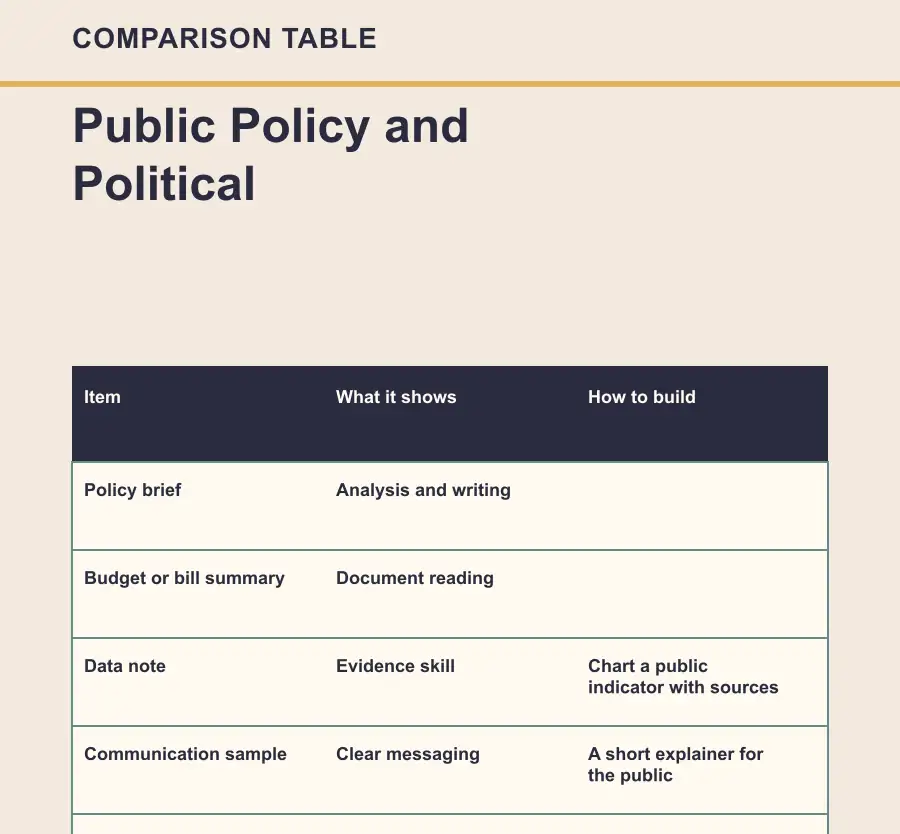 COMPARISON TABLE
Public Policy and
Political
Item What it shows How to build
Policy brief Analysis and writing
Budget or bill summary Document reading
Data note Evidence skill Chart a public
indicator with sources
Communication sample Clear messaging A short explainer for
the public